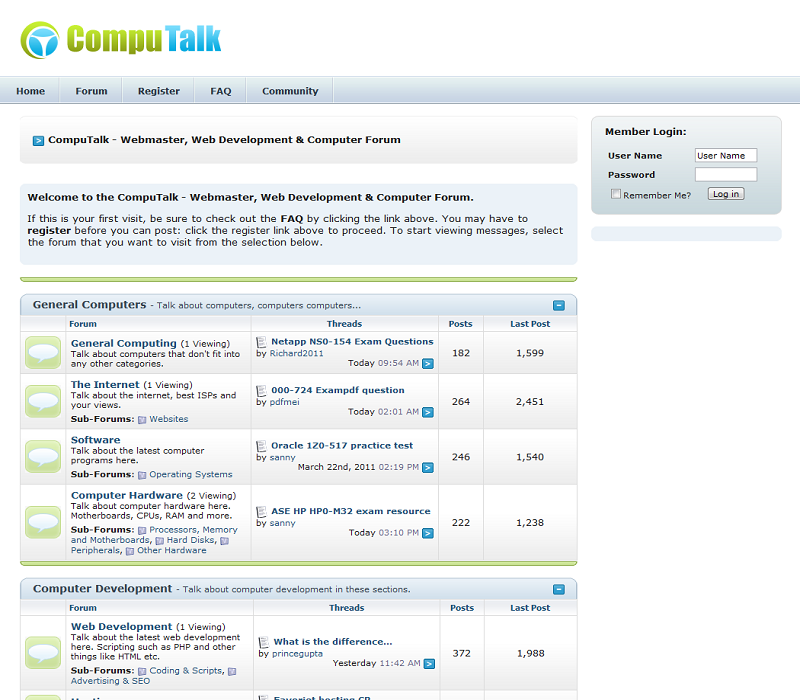 CompuTalk
Home Forum Register FAQ Community
CompuTalk - Webmaster, Web Development & Computer Forum
Welcome to the CompuTalk - Webmaster, Web Development & Computer Forum.
If this is your first visit, be sure to check out the FAQ by clicking the link above. You may have to
register before you can post: click the register link above to proceed. To start viewing messages, select
the forum that you want to visit from the selection below.
Member Login:
User Name User Name
Password
Remember Me? Log in
General Computers - Talk about computers, computers computers...
Forum Threads Posts Last Post
General Computing (1 Viewing)
Talk about computers that don't fit into
any other categories.
Netapp NS0-154 Exam Questions
by Richard2011
Today 09:54 AM
182 1,599
The Internet (1 Viewing)
Talk about the internet, best ISPs and
your views.
Sub-Forums: Websites
000-724 Exampdf question
by pdfmei
Today 02:01 AM
264 2,451
Software
Talk about the latest computer
programs here.
Sub-Forums: Operating Systems
Oracle 1Z0-517 practice test
by sanny
March 22nd, 2011 02:19 PM
246 1,540
Computer Hardware (2 Viewing)
Talk about computer hardware here.
Motherboards, CPUs, RAM and more.
Sub-Forums: Processors, Memory
and Motherboards, Hard Disks,
Peripherals, Other Hardware
ASE HP HP0-M32 exam resource
by sanny
Today 03:10 PM
222 1,238
Computer Development - Talk about computer development in these sections.
Forum Threads Posts Last Post
Web Development (1 Viewing)
Talk about the latest web development
here. Scripting such as PHP and other
things like HTML etc.
Sub-Forums: Coding & Scripts,
Advertising & SEO
What is the difference...
by princegupta
Yesterday 11:42 AM
372 1,988